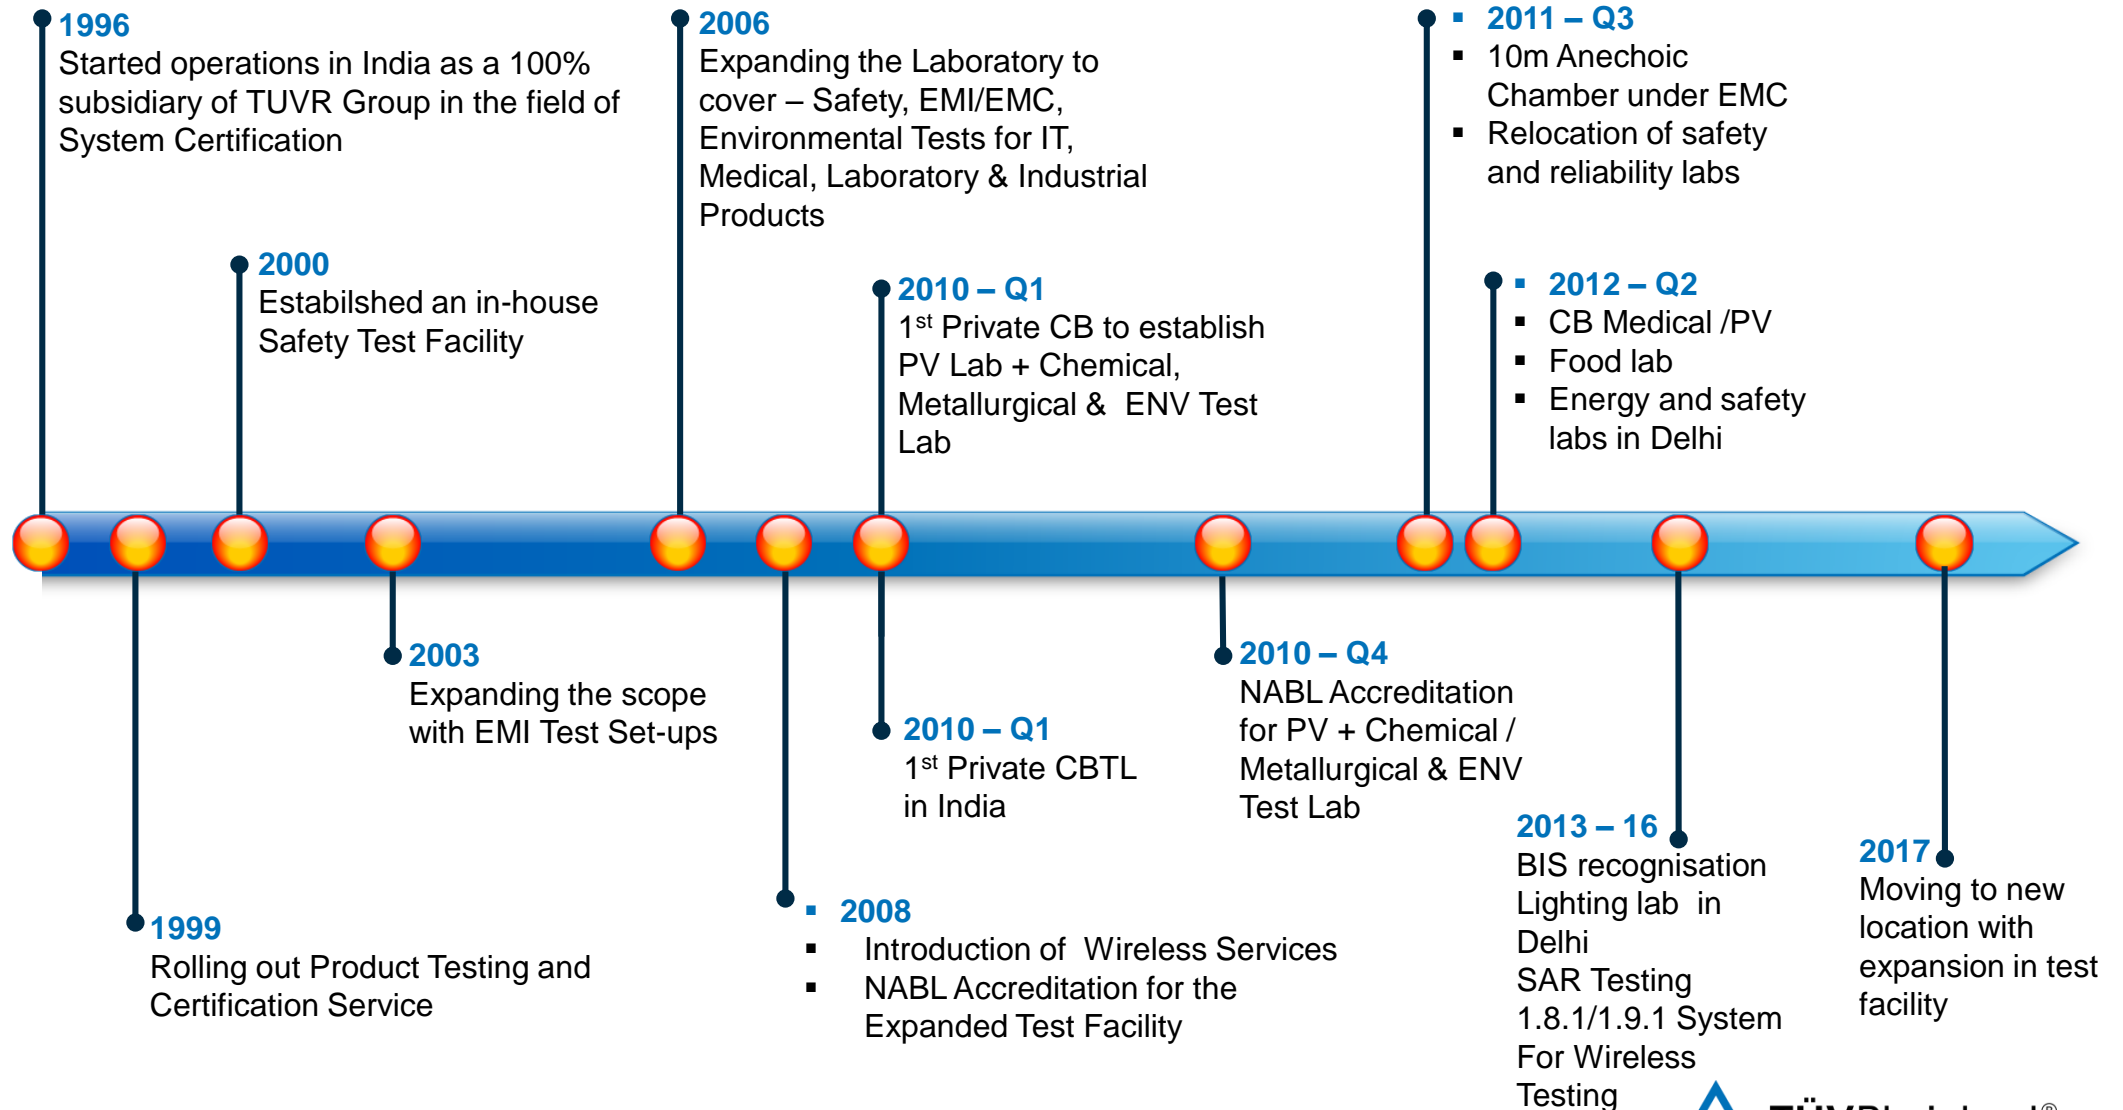 1996
Started operations in India as a 100%
subsidiary of TUVR Group in the field of
System Certification
2006
Expanding the Laboratory to
cover – Safety, EMI/EMC,
Environmental Tests for IT,
Medical, Laboratory & Industrial
Products
▪ 2011 – Q3
▪ 10m Anechoic
Chamber under EMC
▪ Relocation of safety
and reliability labs
2000
Estabilshed an in-house
Safety Test Facility
2010 – Q1
1st Private CB to establish
PV Lab + Chemical,
Metallurgical & ENV Test
Lab
▪ 2012 – Q2
▪ CB Medical /PV
▪ Food lab
▪ Energy and safety
labs in Delhi
2003
Expanding the scope
with EMI Test Set-ups
2010 – Q1
1st Private CBTL
in India
2010 – Q4
NABL Accreditation
for PV + Chemical /
Metallurgical & ENV
Test Lab
1999
Rolling out Product Testing and
Certification Service
▪ 2008
▪ Introduction of Wireless Services
▪ NABL Accreditation for the
Expanded Test Facility
2013 – 16
BIS recognisation
Lighting lab in
Delhi
SAR Testing
1.8.1/1.9.1 System
For Wireless
Testing
2017
Moving to new
location with
expansion in test
facility
TÜVRheinland®